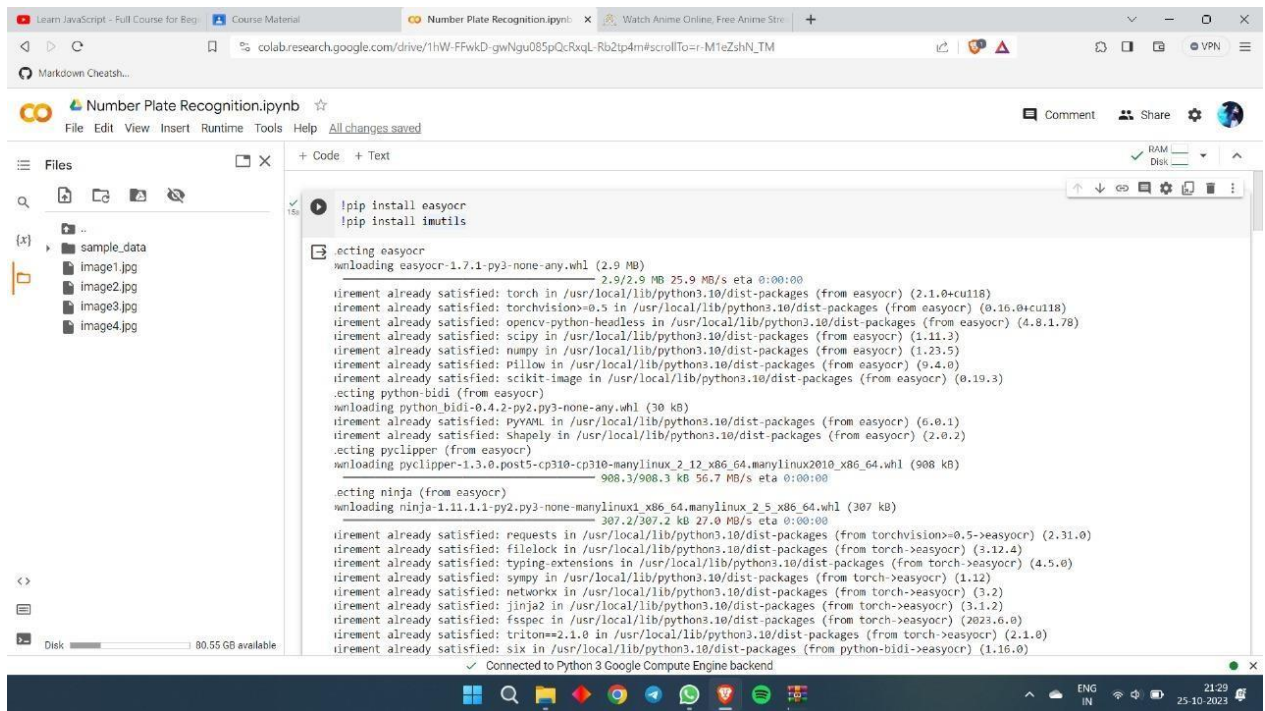 Learn JavaScript - Full Course for Beg
Course Material
Number Plate Recognition.ipynb
Watch Anime Online, Free Anime Stre
colab.research.google.com/drive/1hW-FFwkD-gwNgu085pQcRxqL-Rb2tp4m#scrollTo=r-M1eZshN_TM
VPN
Markdown Cheatsh...
CO
Number Plate Recognition.ipynb
Comment
Share
File Edit View Insert Runtime Tools Help All changes saved
Files
+ Code + Text
RAM
Disk
..
sample_data
image1.jpg
image2.jpg
image3.jpg
image4.jpg
{x}
15s
!pip install easyocr
!pip install imutils
.ecting easyocr
wnloading easyocr-1.7.1-py3-none-any.whl (2.9 MB)
2.9/2.9 MB 25.9 MB/s eta 0:00:00
iirement already satisfied: torch in /usr/local/lib/python3.10/dist-packages (from easyocr) (2.1.0+cu118)
iirement already satisfied: torchvision>=0.5 in /usr/local/lib/python3.10/dist-packages (from easyocr) (0.16.0+cu118)
iirement already satisfied: opencv-python-headless in /usr/local/lib/python3.10/dist-packages (from easyocr) (4.8.1.78)
iirement already satisfied: scipy in /usr/local/lib/python3.10/dist-packages (from easyocr) (1.11.3)
iirement already satisfied: numpy in /usr/local/lib/python3.10/dist-packages (from easyocr) (1.23.5)
iirement already satisfied: Pillow in /usr/local/lib/python3.10/dist-packages (from easyocr) (9.4.0)
iirement already satisfied: scikit-image in /usr/local/lib/python3.10/dist-packages (from easyocr) (0.19.3)
.ecting python-bidi (from easyocr)
wnloading python_bidi-0.4.2-py2.py3-none-any.whl (30 kB)
iirement already satisfied: PyYAML in /usr/local/lib/python3.10/dist-packages (from easyocr) (6.0.1)
iirement already satisfied: Shapely in /usr/local/lib/python3.10/dist-packages (from easyocr) (2.0.2)
.ecting pyclipper (from easyocr)
wnloading pyclipper-1.3.0.post5-cp310-cp310-manylinux_2_12_x86_64.manylinux2010_x86_64.whl (908 kB)
908.3/908.3 kB 56.7 MB/s eta 0:00:00
.ecting ninja (from easyocr)
wnloading ninja-1.11.1.1-py2.py3-none-manylinux1_x86_64.manylinux_2_5_x86_64.whl (307 kB)
307.2/307.2 kB 27.0 MB/s eta 0:00:00
iirement already satisfied: requests in /usr/local/lib/python3.10/dist-packages (from torchvision>=0.5->easyocr) (2.31.0)
iirement already satisfied: filelock in /usr/local/lib/python3.10/dist-packages (from torch->easyocr) (3.12.4)
iirement already satisfied: typing-extensions in /usr/local/lib/python3.10/dist-packages (from torch->easyocr) (4.5.0)
iirement already satisfied: sympy in /usr/local/lib/python3.10/dist-packages (from torch->easyocr) (1.12)
iirement already satisfied: networkx in /usr/local/lib/python3.10/dist-packages (from torch->easyocr) (3.2)
iirement already satisfied: jinja2 in /usr/local/lib/python3.10/dist-packages (from torch->easyocr) (3.1.2)
iirement already satisfied: fsspec in /usr/local/lib/python3.10/dist-packages (from torch->easyocr) (2023.6.0)
iirement already satisfied: triton==2.1.0 in /usr/local/lib/python3.10/dist-packages (from torch->easyocr) (2.1.0)
iirement already satisfied: six in /usr/local/lib/python3.10/dist-packages (from python-bidi->easyocr) (1.16.0)
Disk 80.55 GB available
Connected to Python 3 Google Compute Engine backend
ENG
IN
21:29
25-10-2023